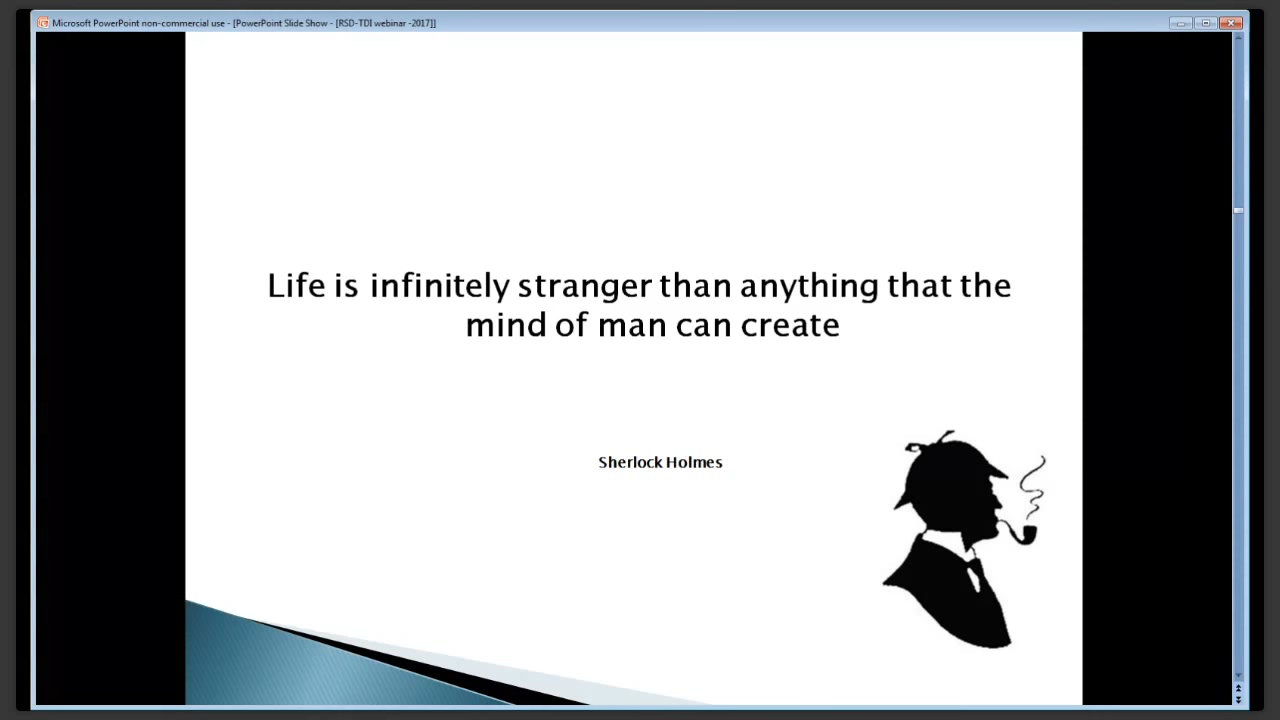 Microsoft PowerPoint non-commercial use - [PowerPoint Slide Show - [RSD-TDI webinar -2017]]
Life is infinitely stranger than anything that the
mind of man can create
Sherlock Holmes